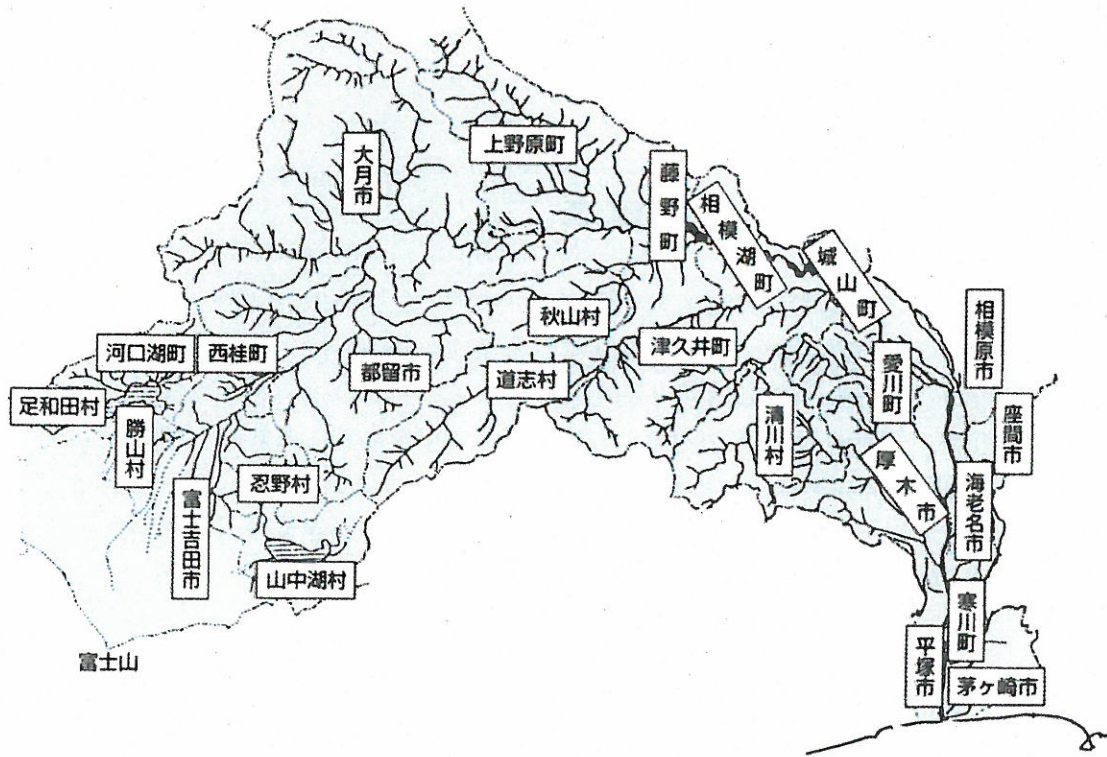 上野原町
大月市
藤野町
相模湖町
城山町
秋山村
津久井町
相模原市
河口湖町
西桂町
都留市
道志村
愛川町
足和田村
勝山村
清川村
座間市
厚木市
忍野村
富士吉田市
海老名市
山中湖村
寒川町
富士山
平塚市
茅ヶ崎市